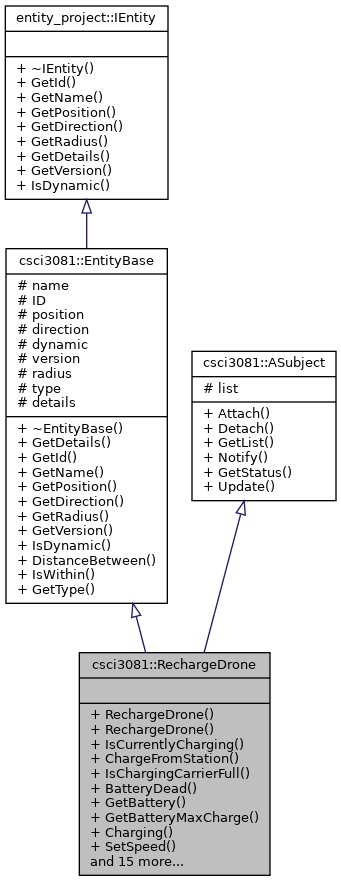 entity_project::IEntity
+ ~IEntity()
+ GetId()
+ GetName()
+ GetPosition()
+ GetDirection()
+ GetRadius()
+ GetDetails()
+ GetVersion()
+ IsDynamic()
csci3081::EntityBase
# name
# ID
# position
# direction
# dynamic
# version
# radius
# type
# details
+ ~EntityBase()
+ GetDetails()
+ GetId()
+ GetName()
+ GetPosition()
+ GetDirection()
+ GetRadius()
+ GetVersion()
+ IsDynamic()
+ DistanceBetween()
+ IsWithin()
+ GetType()
csci3081::ASubject
# list
+ Attach()
+ Detach()
+ GetList()
+ Notify()
+ GetStatus()
+ Update()
csci3081::RechargeDrone
+ RechargeDrone()
+ RechargeDrone()
+ IsCurrentlyCharging()
+ ChargeFromStation()
+ IsChargingCarrierFull()
+ BatteryDead()
+ GetBattery()
+ GetBatteryMaxCharge()
+ Charging()
+ SetSpeed()
and 15 more...